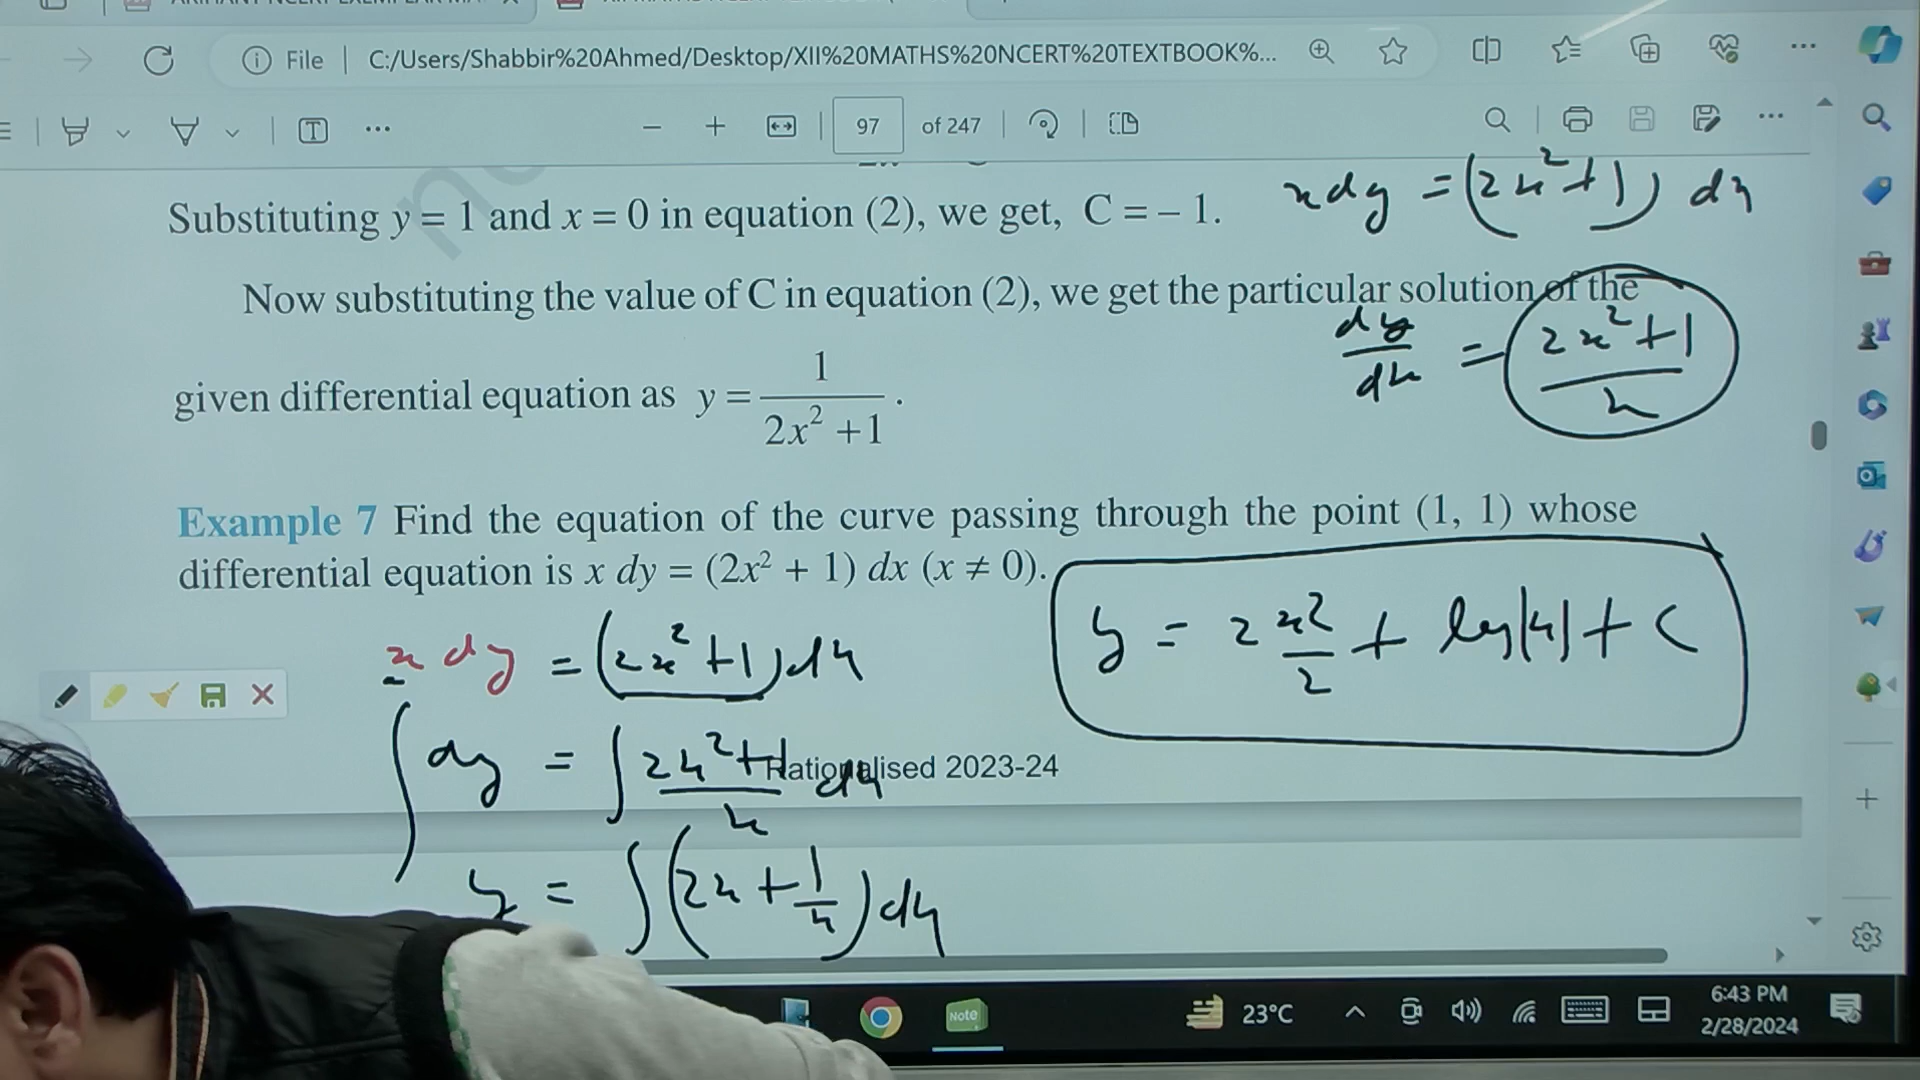 File | C:/Users/Shabbir%20Ahmed/Desktop/XII%20MATHS%20NCERT%20TEXTBOOK%...
97 of 247
Substituting y = 1 and x = 0 in equation (2), we get, C = – 1.
x dy = (2x²+1) dx
Now substituting the value of C in equation (2), we get the particular solution of the
given differential equation as y = 1/(2x² + 1).
dy/dx = (2x²+1)/x
Example 7 Find the equation of the curve passing through the point (1, 1) whose
differential equation is x dy = (2x² + 1) dx (x ≠ 0).
y = 2 x²/2 + log|x| + C
x dy = (2x²+1)dx
∫dy = ∫(2x²+1)/x dx
Rationalised 2023-24
y = ∫(2x + 1/x)dx
Note
23°C
6:43 PM
2/28/2024